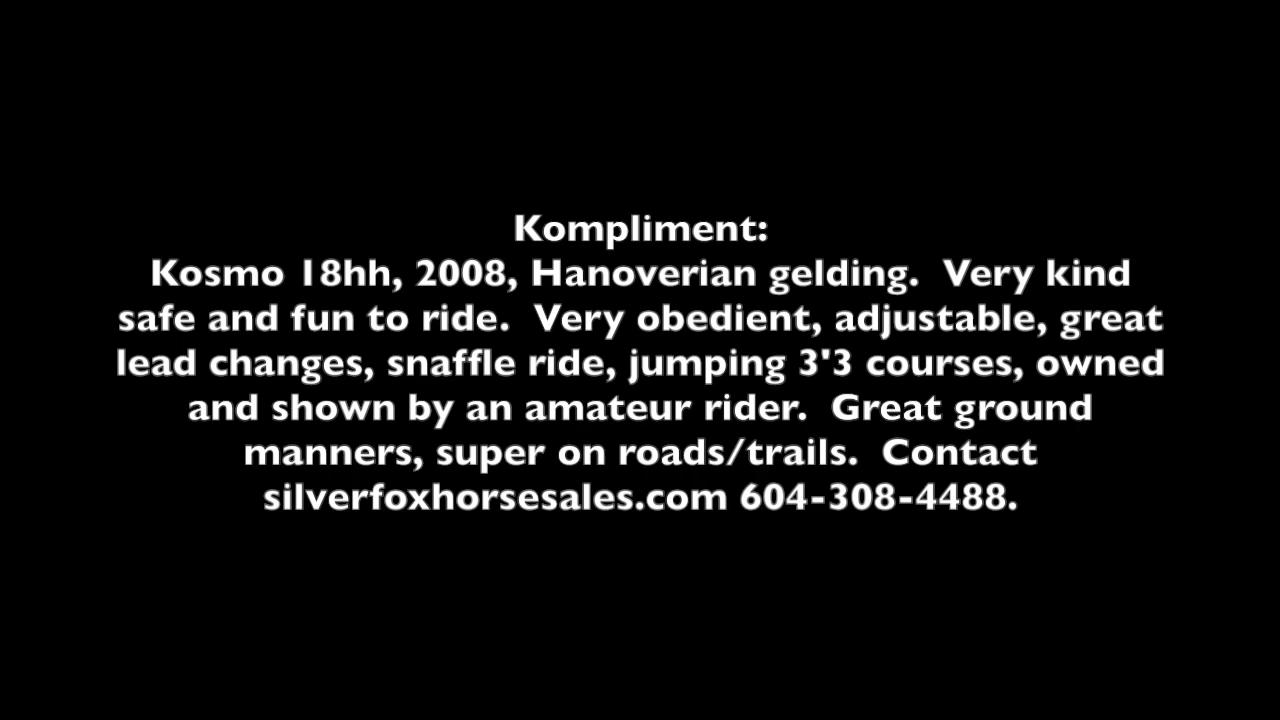 Kompliment:
Kosmo 18hh, 2008, Hanoverian gelding.  Very kind
safe and fun to ride.  Very obedient, adjustable, great
lead changes, snaffle ride, jumping 3'3 courses, owned
and shown by an amateur rider.  Great ground
manners, super on roads/trails.  Contact
silverfoxhorsesales.com 604-308-4488.